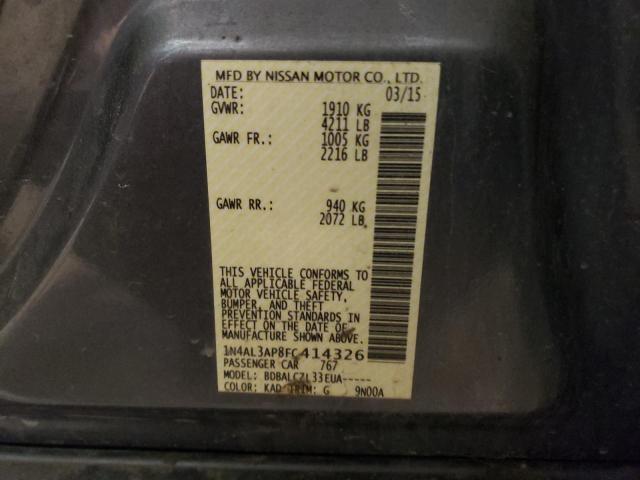 MFD BY NISSAN MOTOR CO., LTD.
DATE: 03/15
GVWR: 1910 KG
4211 LB
GAWR FR.: 1005 KG
2216 LB
GAWR RR.: 940 KG
2072 LB
THIS VEHICLE CONFORMS TO
ALL APPLICABLE FEDERAL
MOTOR VEHICLE SAFETY,
BUMPER, AND THEFT
PREVENTION STANDARDS IN
EFFECT ON THE DATE OF
MANUFACTURE SHOWN ABOVE.
1N4AL3AP8FC414326
PASSENGER CAR 767
MODEL: BDBALCZL33EUA-----
COLOR: KAD TRIM: G 9N00A